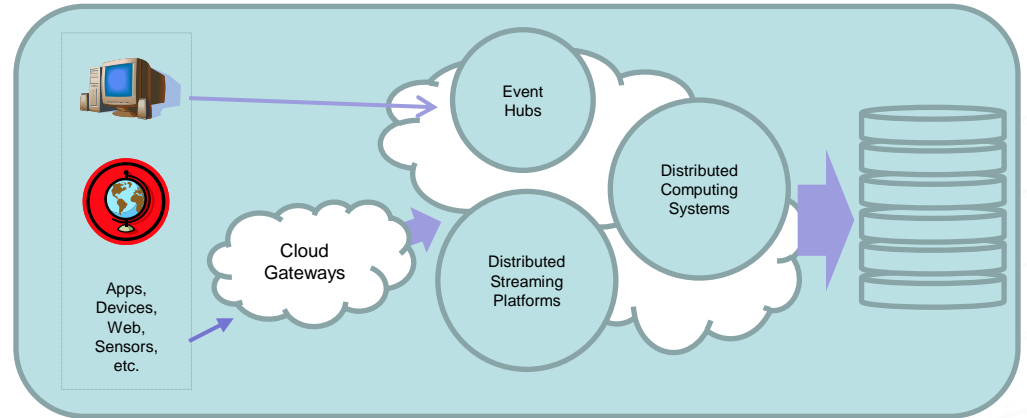 Event
Hubs
Distributed
Computing
Systems
Cloud
Gateways
Distributed
Streaming
Platforms
Apps,
Devices,
Web,
Sensors,
etc.